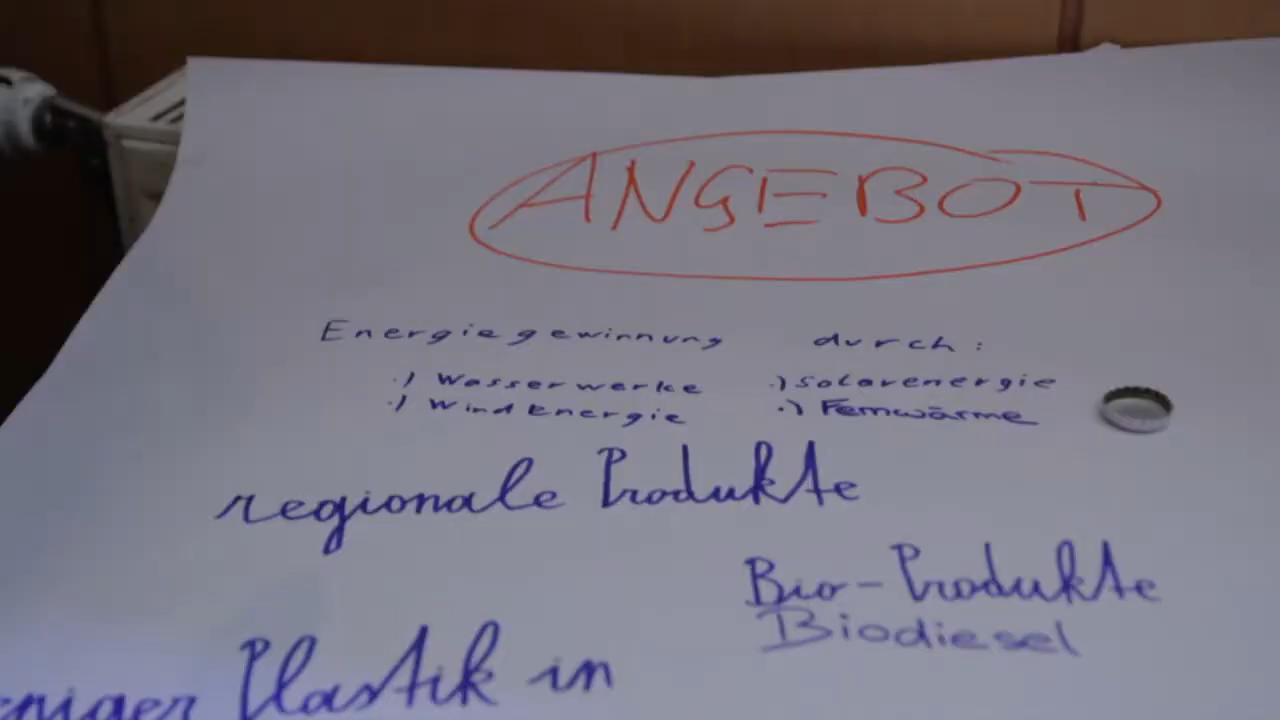 ANGEBOT
Energiegewinnung durch:
.) Wasserwerke .) Solarenergie
.) Windenergie .) Fernwärme
regionale Produkte
Bio-Produkte
Biodiesel
Plastik in